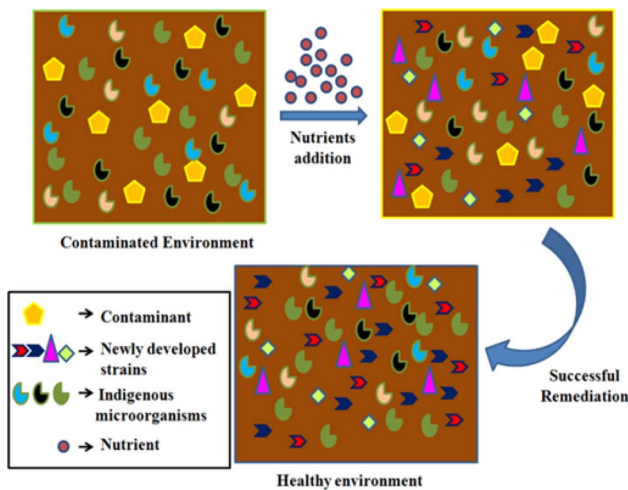 Nutrients
addition
Contaminated Environment
Contaminant
Newly developed
strains
Indigenous
microorganisms
Nutrient
Successful
Remediation
Healthy environment